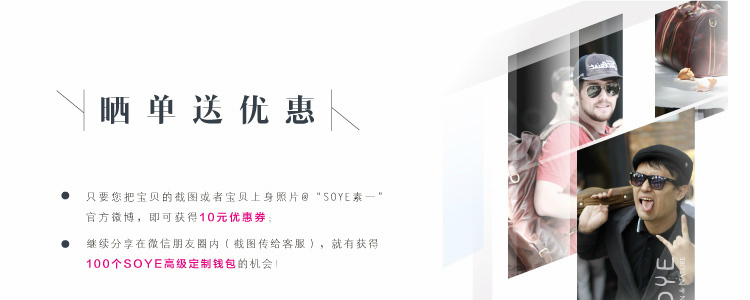 晒单送优惠
只要您把宝贝的截图或者宝贝上身照片@“SOYE素一”
官方微博，即可获得10元优惠券；
继续分享在微信朋友圈内（截图传给客服），就有获得
100个SOYE高级定制钱包的机会！